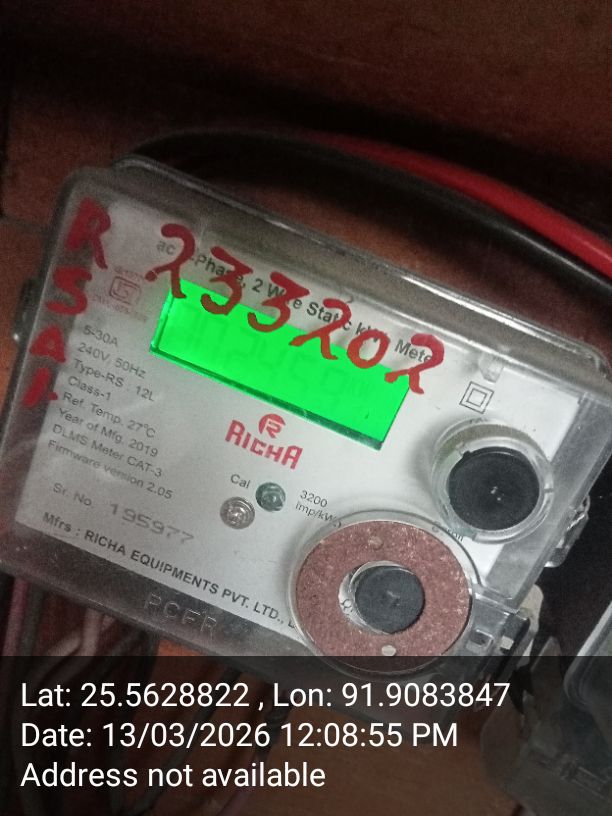 233202
RSAI
ac 1-Phase, 2 Wire Static kWh Meter
5-30A
240V, 50Hz
Type-RS : 12L
Class-1
Ref. Temp. 27°C
Year of Mfg. 2019
DLMS Meter CAT-3
Firmware version 2.05
RICHA
Cal
3200
imp/kWh
Sr. No 195977
Mfrs : RICHA EQUIPMENTS PVT. LTD.,
Lat: 25.5628822 , Lon: 91.9083847
Date: 13/03/2026 12:08:55 PM
Address not available